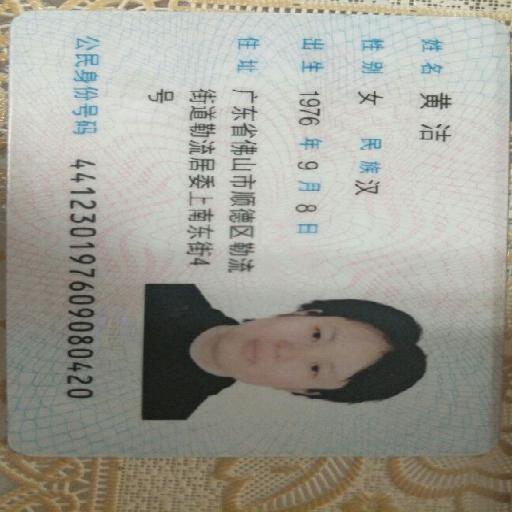 姓名 黄洁
性别 女 民族 汉
出生 1976 年 9 月 8 日
住址 广东省佛山市顺德区勒流
街道勒流居委上南东街4
号
公民身份号码 441230197609080420